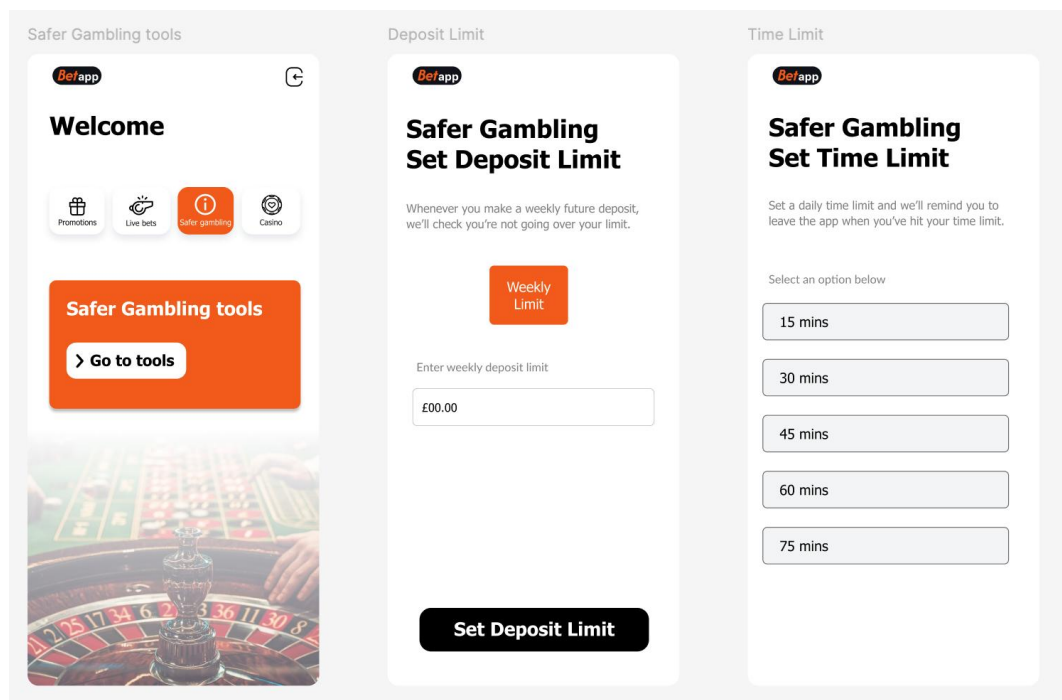 Safer Gambling tools
Betapp
Welcome
Promotions
Live bets
Safer gambling
Casino
Safer Gambling tools
Go to tools
Deposit Limit
Betapp
Safer Gambling
Set Deposit Limit
Whenever you make a weekly future deposit,
we'll check you're not going over your limit.
Weekly
Limit
Enter weekly deposit limit
£00.00
Set Deposit Limit
Time Limit
Betapp
Safer Gambling
Set Time Limit
Set a daily time limit and we'll remind you to
leave the app when you've hit your time limit.
Select an option below
15 mins
30 mins
45 mins
60 mins
75 mins